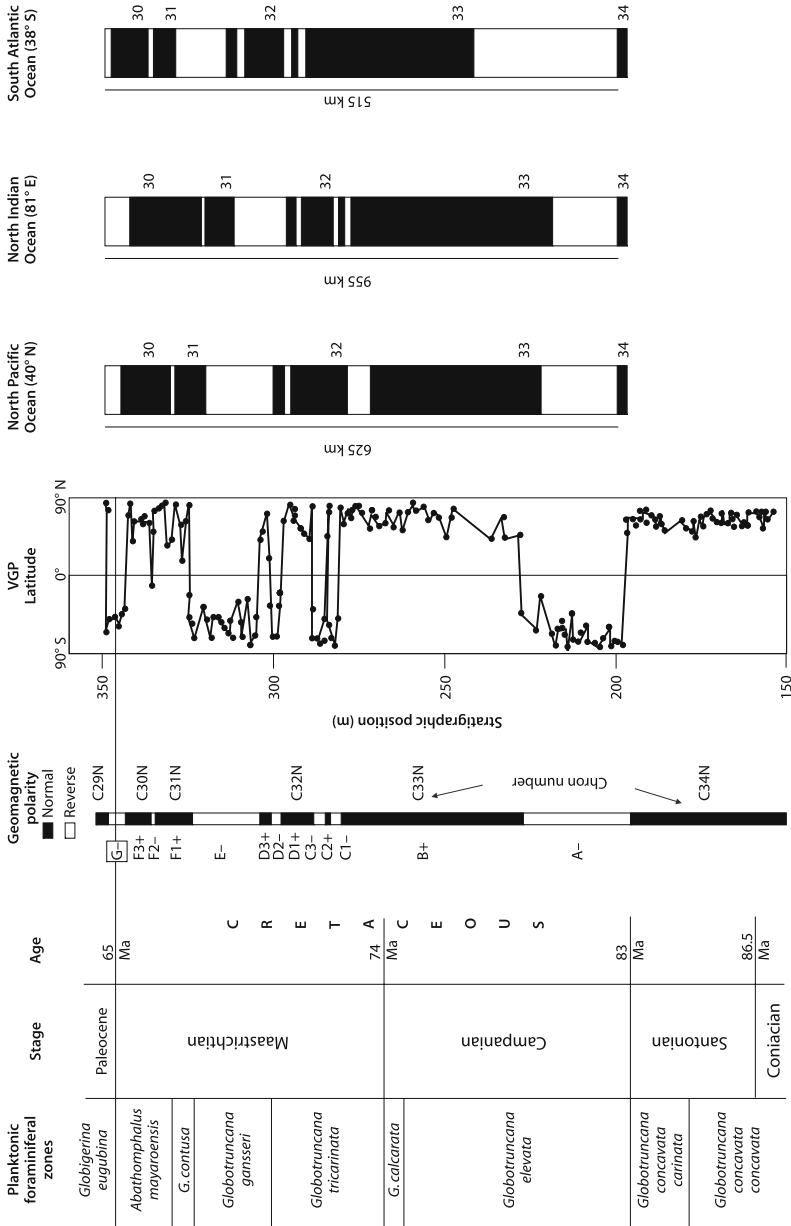 South Atlantic
Ocean (38° S)
30
31
32
33
34
515 km
North Indian
Ocean (81° E)
30
31
32
33
34
955 km
North Pacific
Ocean (40° N)
30
31
32
33
34
625 km
VGP
Latitude
90° N
0°
90° S
350
300
250
200
150
Stratigraphic position (m)
Geomagnetic
polarity
Normal
Reverse
C29N
C30N
C31N
C32N
C33N
C34N
Chron number
G–
F3+
F2–
F1+
E–
D3+
D2–
D1+
C3–
C2+
C1–
B+
A–
Age
65
Ma
74
Ma
83
Ma
86.5
Ma
C R E T A C E O U S
Stage
Paleocene
Maastrichtian
Campanian
Santonian
Coniacian
Planktonic
foraminiferal
zones
Globigerina
eugubina
Abathomphalus
mayaroensis
G. contusa
Globotruncana
gansseri
Globotruncana
tricarinata
G. calcarata
Globotruncana
elevata
Globotruncana
concavata
carinata
Globotruncana
concavata
concavata